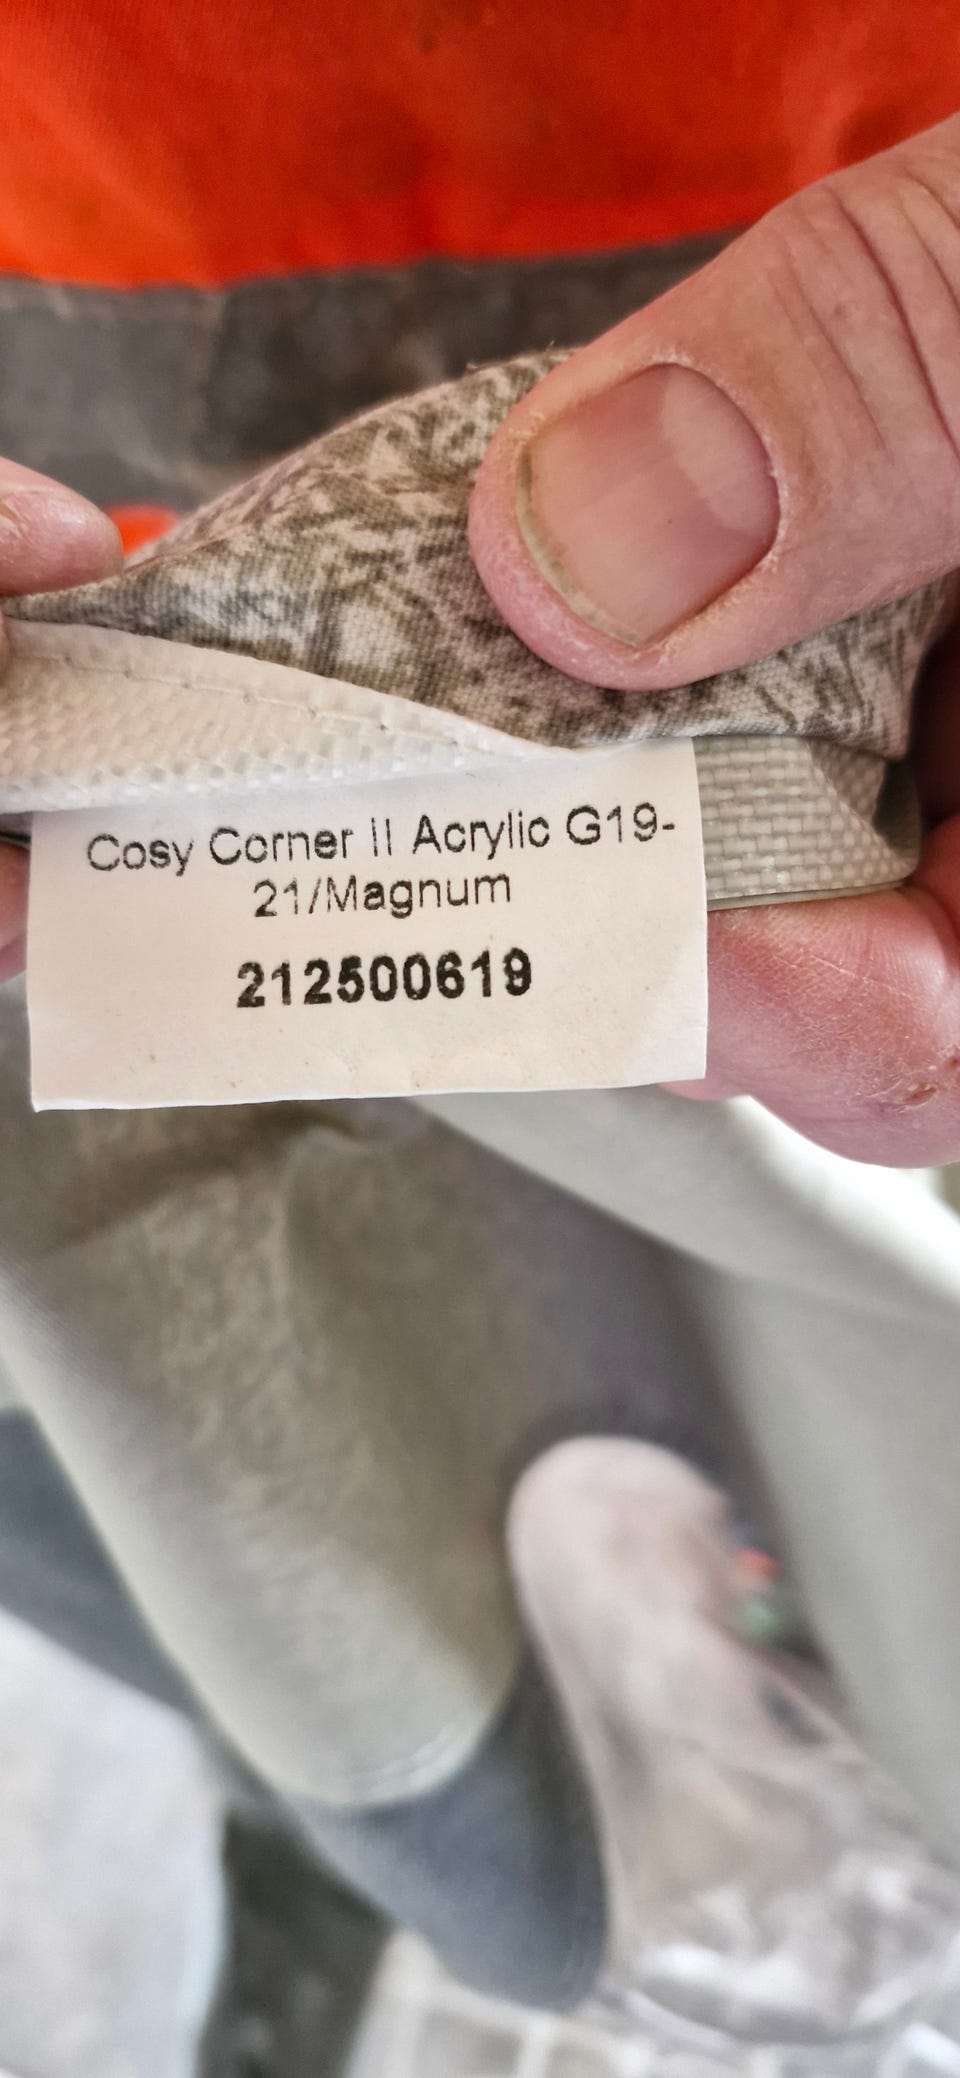 Cosy Corner II Acrylic G19-
21/Magnum
212500619